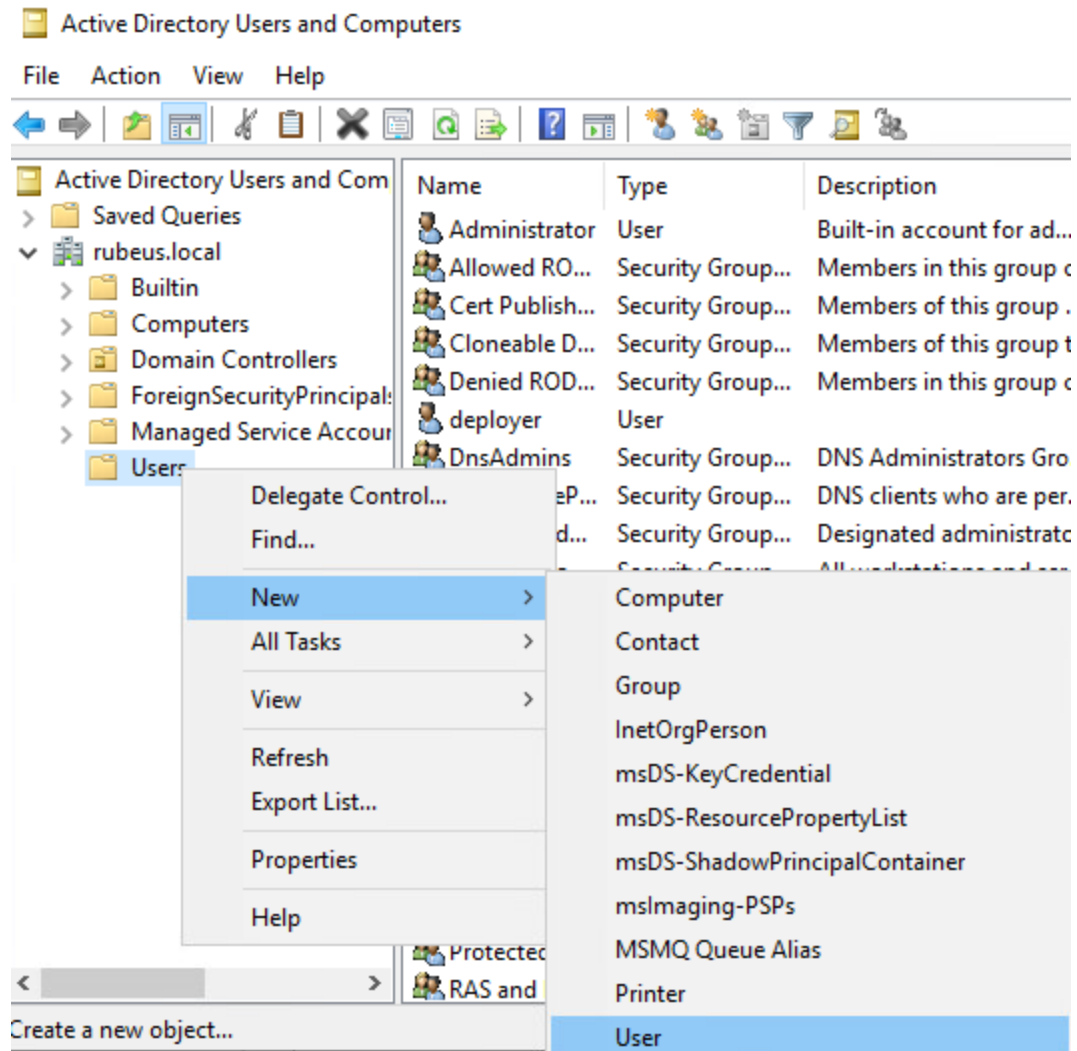 Active Directory Users and Computers
File Action View Help
Active Directory Users and Com
Saved Queries
rubeus.local
Builtin
Computers
Domain Controllers
ForeignSecurityPrincipals
Managed Service Accour
Users
Name Type Description
Administrator User Built-in account for ad...
Allowed RO... Security Group... Members in this group c
Cert Publish... Security Group... Members of this group .
Cloneable D... Security Group... Members of this group t
Denied ROD... Security Group... Members in this group c
deployer User
DnsAdmins Security Group... DNS Administrators Gro
eP... Security Group... DNS clients who are per.
d... Security Group... Designated administratc
Delegate Control...
Find...
New
All Tasks
View
Refresh
Export List...
Properties
Help
Computer
Contact
Group
InetOrgPerson
msDS-KeyCredential
msDS-ResourcePropertyList
msDS-ShadowPrincipalContainer
msImaging-PSPs
MSMQ Queue Alias
Printer
User
Protected
RAS and
Create a new object...